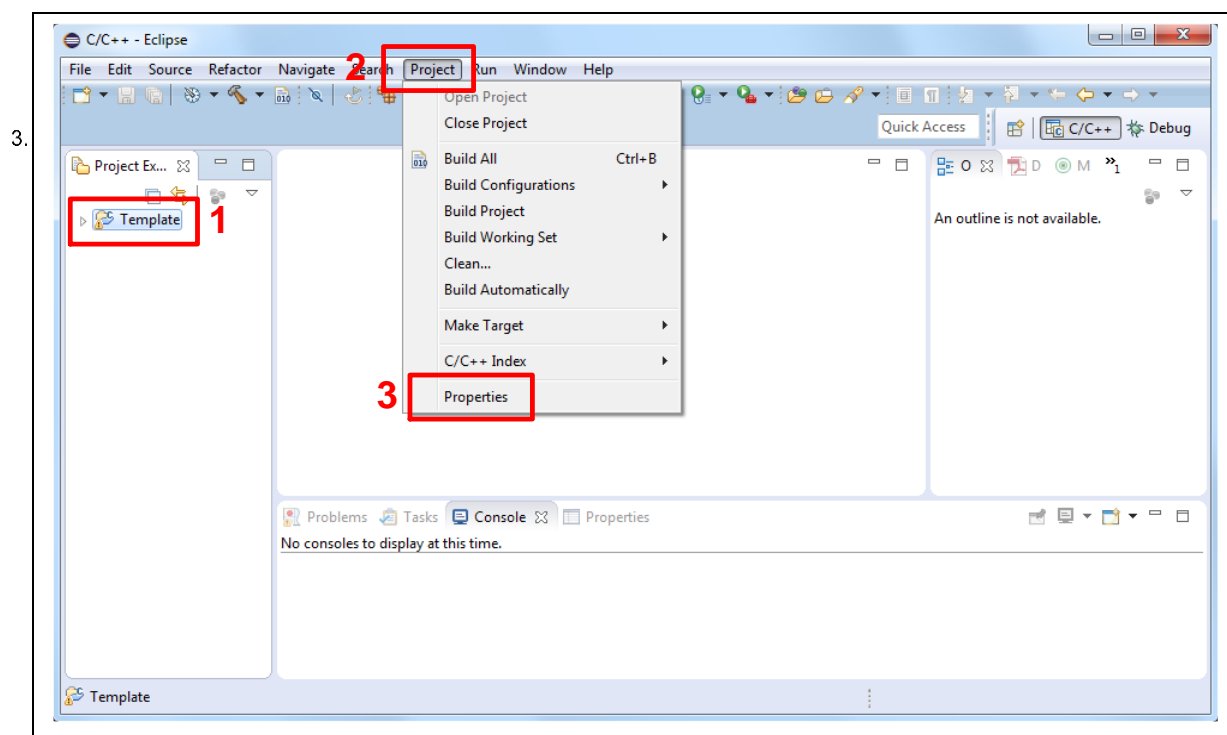 C/C++ - Eclipse
2
File Edit Source Refactor Navigate Search Project Run Window Help
Open Project
Close Project
Quick Access
C/C++
Debug
3.
Project Ex...
Build All Ctrl+B
O D M »1
Build Configurations
Template
1
Build Project
An outline is not available.
Build Working Set
Clean...
Build Automatically
Make Target
C/C++ Index
3
Properties
Problems Tasks Console Properties
No consoles to display at this time.
Template